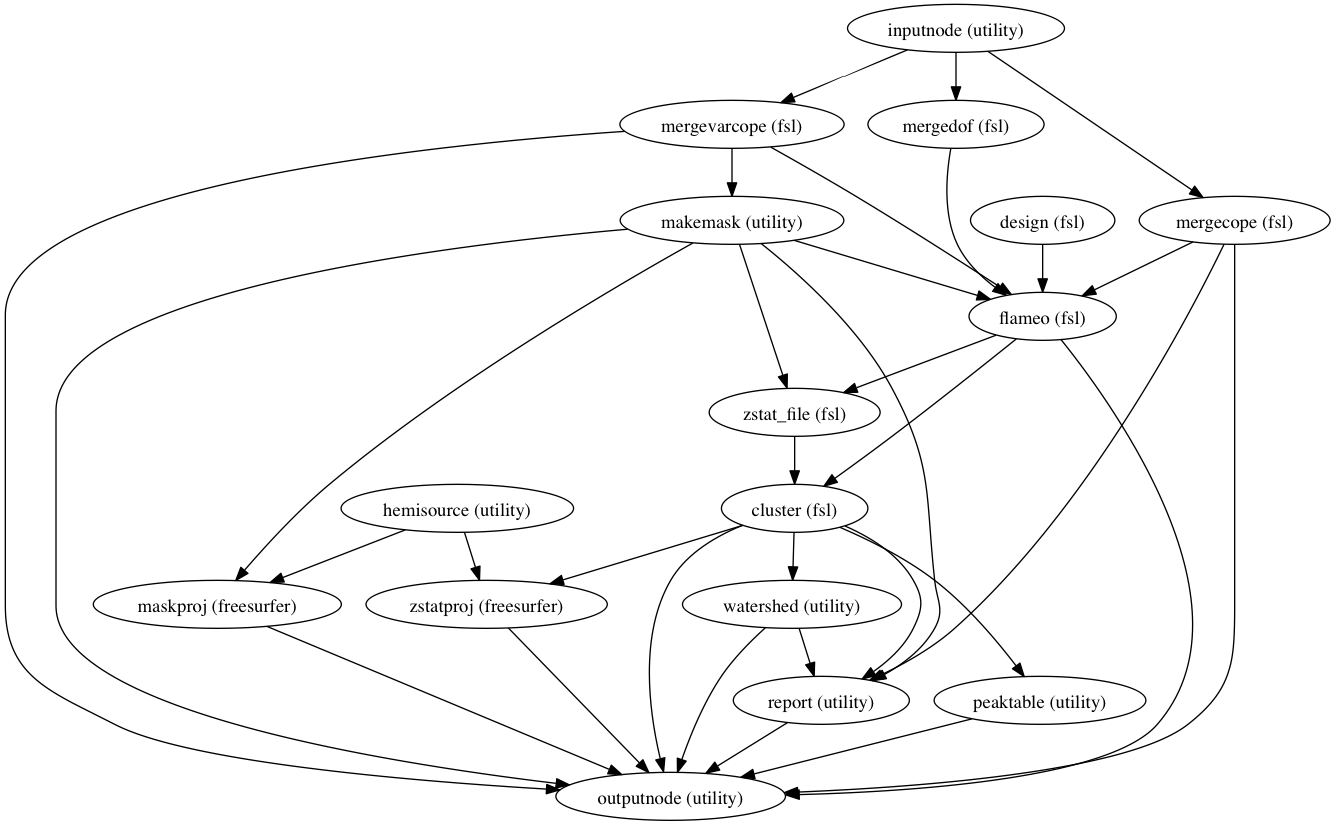 inputnode (utility)
mergevarcope (fsl)
mergedof (fsl)
makemask (utility)
design (fsl)
mergecope (fsl)
flameo (fsl)
zstat_file (fsl)
hemisource (utility)
cluster (fsl)
maskproj (freesurfer)
zstatproj (freesurfer)
watershed (utility)
report (utility)
peaktable (utility)
outputnode (utility)